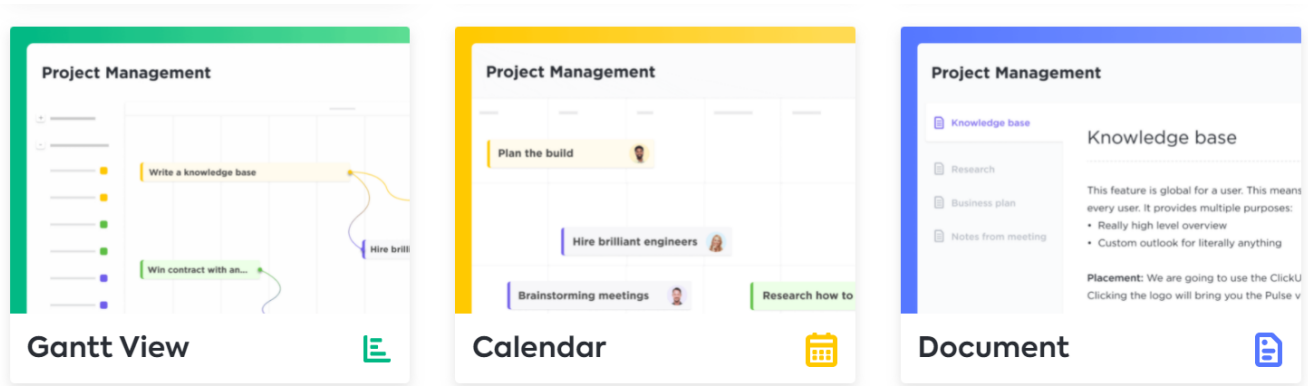 Project Management
Write a knowledge base
Hire brilli
Win contract with an...
Gantt View
Project Management
Plan the build
Hire brilliant engineers
Brainstorming meetings
Research how to
Calendar
Project Management
Knowledge base
Research
Business plan
Notes from meeting
Knowledge base
This feature is global for a user. This means
every user. It provides multiple purposes:
• Really high level overview
• Custom outlook for literally anything
Placement: We are going to use the ClickU
Clicking the logo will bring you the Pulse v
Document